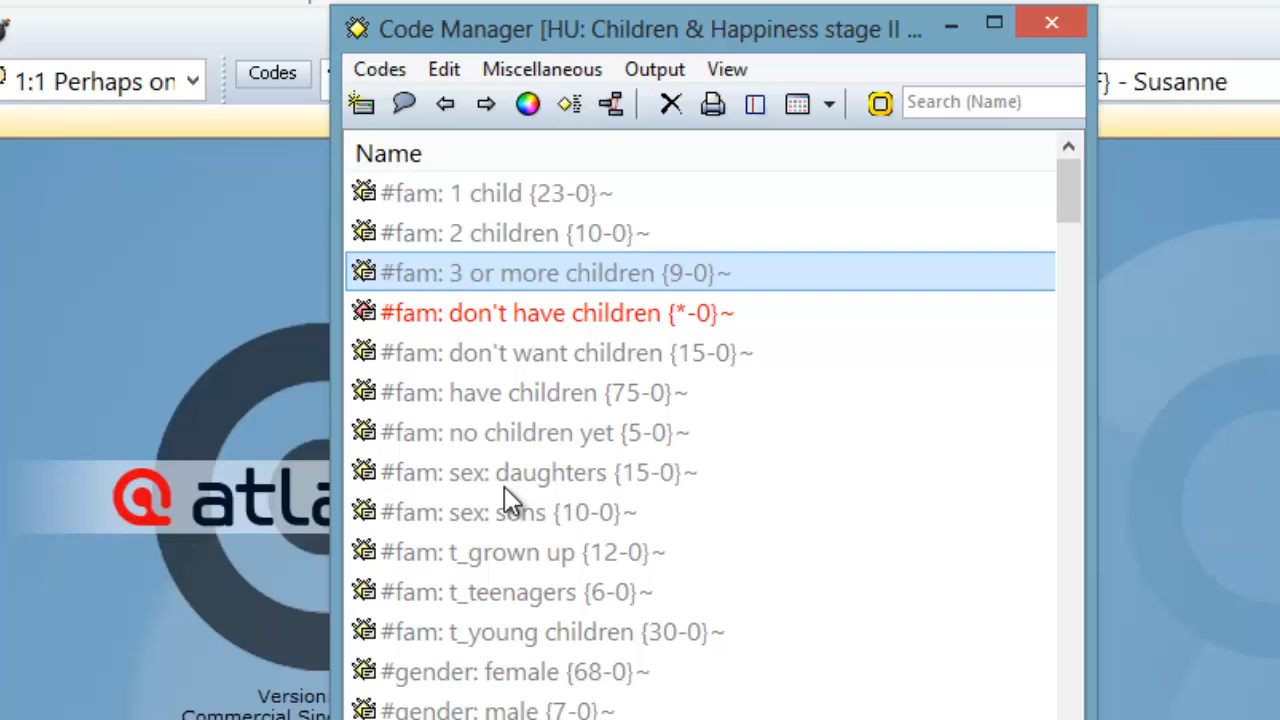 Code Manager [HU: Children & Happiness stage II ...
1:1 Perhaps on
Codes
Codes Edit Miscellaneous Output View
} - Susanne
Search (Name)
Name
#fam: 1 child {23-0}~
#fam: 2 children {10-0}~
#fam: 3 or more children {9-0}~
#fam: don't have children {*-0}~
#fam: don't want children {15-0}~
#fam: have children {75-0}~
#fam: no children yet {5-0}~
#fam: sex: daughters {15-0}~
#fam: sex: sons {10-0}~
#fam: t_grown up {12-0}~
#fam: t_teenagers {6-0}~
#fam: t_young children {30-0}~
#gender: female {68-0}~
#gender: male {7-0}~
atla
Version
Commercial Sin